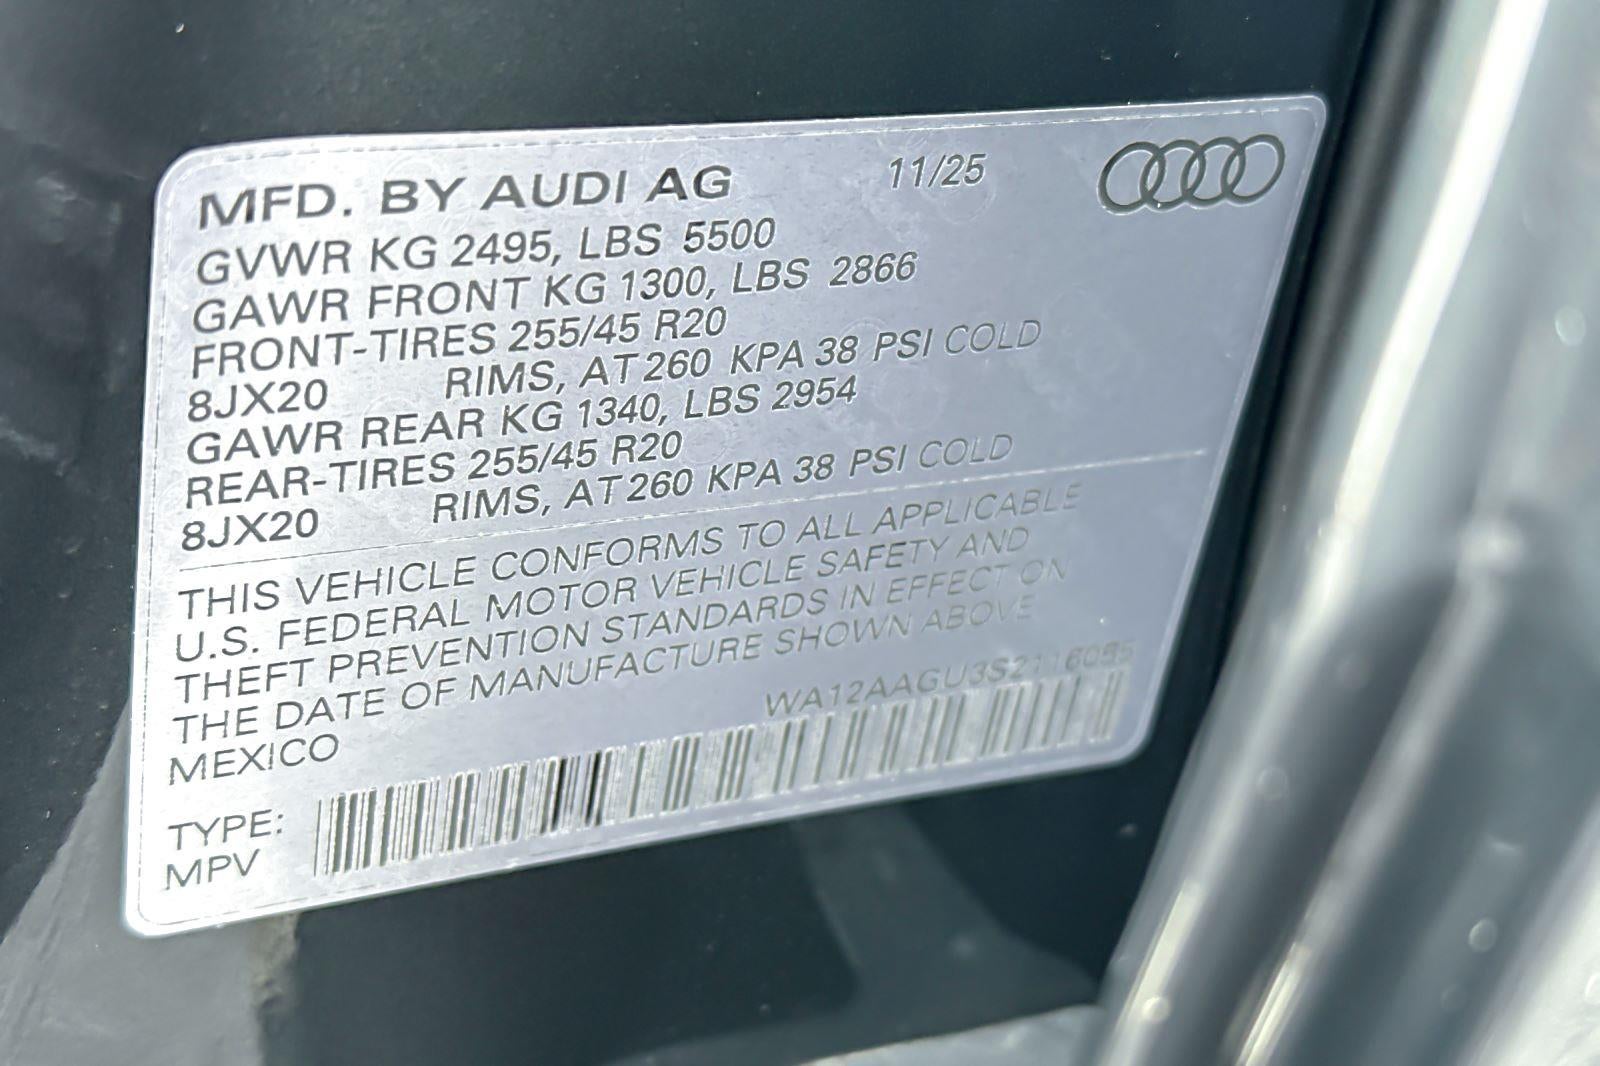 MFD. BY AUDI AG 11/25
GVWR KG 2495, LBS 5500
GAWR FRONT KG 1300, LBS 2866
FRONT-TIRES 255/45 R20
8JX20 RIMS, AT 260 KPA 38 PSI COLD
GAWR REAR KG 1340, LBS 2954
REAR-TIRES 255/45 R20
8JX20 RIMS, AT 260 KPA 38 PSI COLD
THIS VEHICLE CONFORMS TO ALL APPLICABLE
U.S. FEDERAL MOTOR VEHICLE SAFETY AND
THEFT PREVENTION STANDARDS IN EFFECT ON
THE DATE OF MANUFACTURE SHOWN ABOVE
MEXICO
TYPE:
MPV